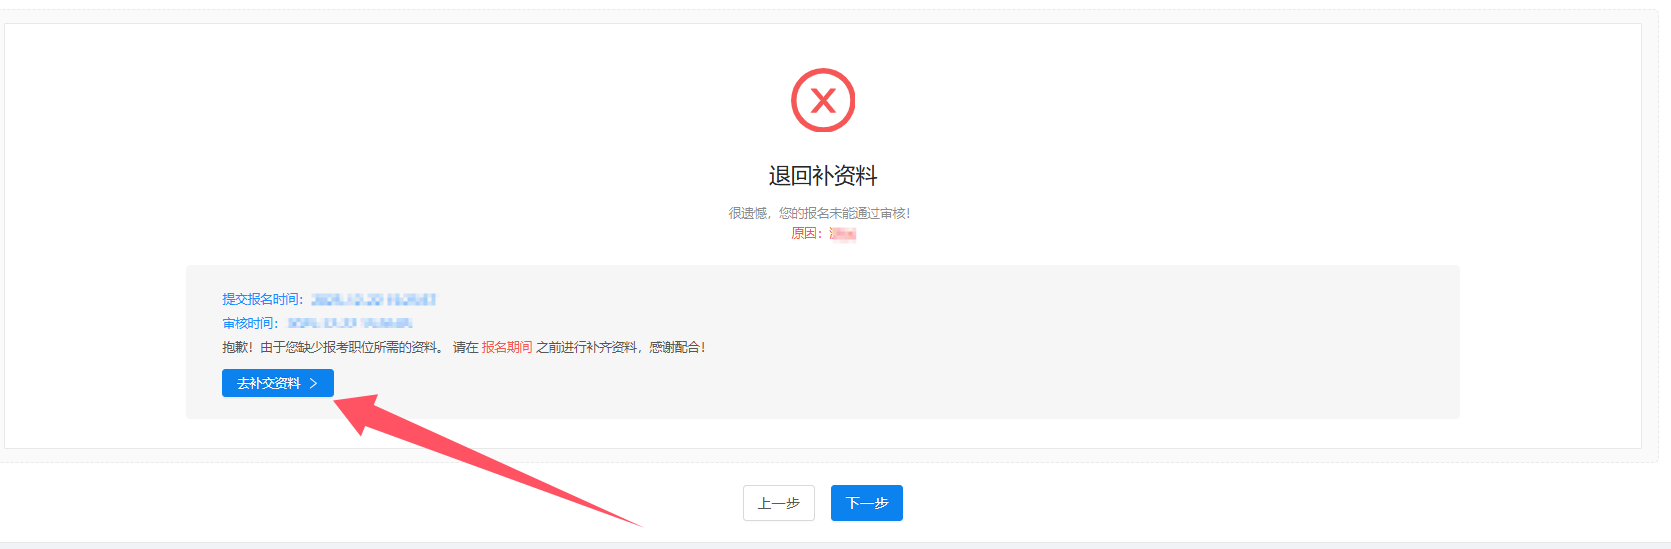 X
退回补资料
很遗憾，您的报名未能通过审核！
原因：
提交报名时间：
审核时间：
抱歉！由于您缺少报考职位所需的资料。 请在 报名期间 之前进行补齐资料，感谢配合！
去补交资料 >
上一步 下一步